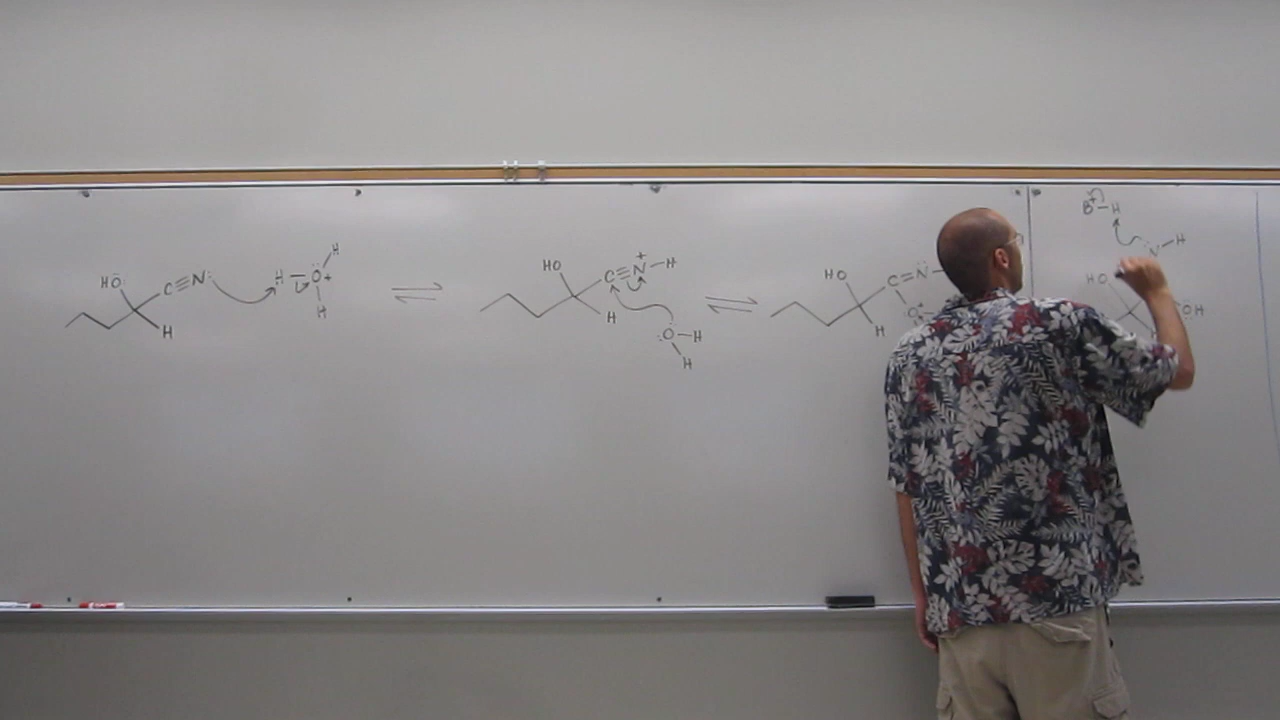 HO C≡N: H–O+ H H H
HO C≡N+–H H :O–H H
HO C=N H :O+
B+–H N–H HO OH